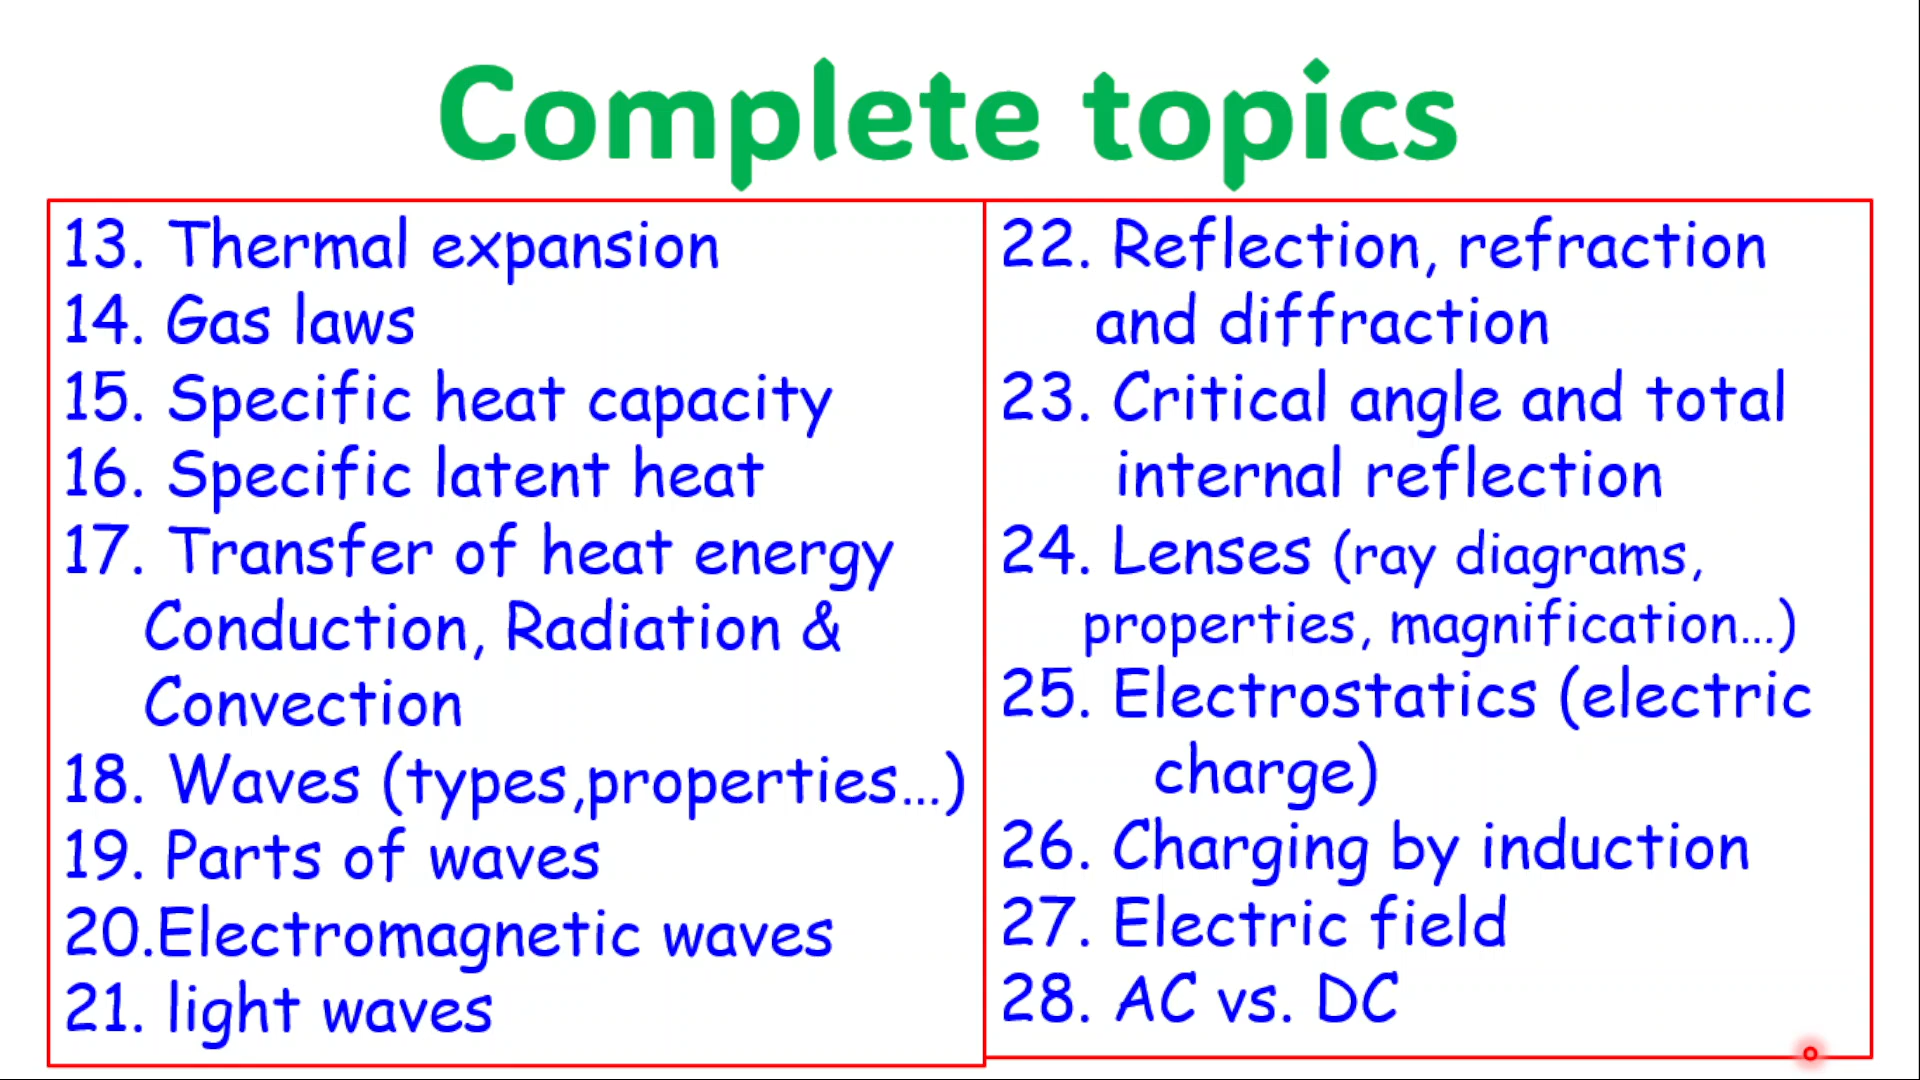 Complete topics
13. Thermal expansion
14. Gas laws
15. Specific heat capacity
16. Specific latent heat
17. Transfer of heat energy
Conduction, Radiation &
Convection
18. Waves (types,properties...)
19. Parts of waves
20.Electromagnetic waves
21. light waves
22. Reflection, refraction
and diffraction
23. Critical angle and total
internal reflection
24. Lenses (ray diagrams,
properties, magnification...)
25. Electrostatics (electric
charge)
26. Charging by induction
27. Electric field
28. AC vs. DC